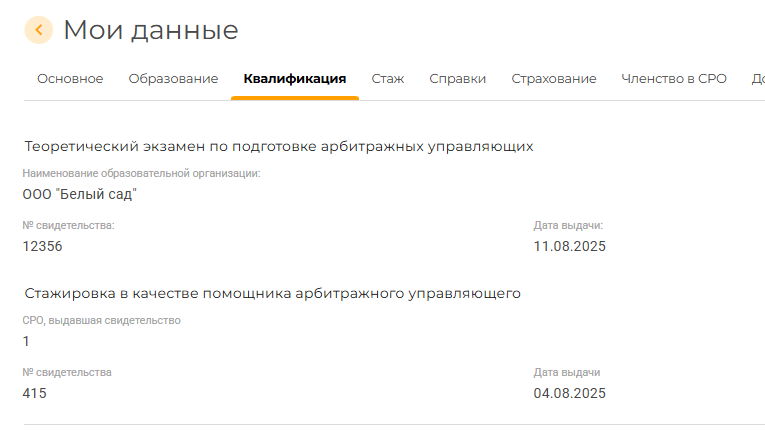 Мои данные
Основное Образование Квалификация Стаж Справки Страхование Членство в СРО
Теоретический экзамен по подготовке арбитражных управляющих
Наименование образовательной организации:
ООО "Белый сад"
№ свидетельства: Дата выдачи:
12356 11.08.2025
Стажировка в качестве помощника арбитражного управляющего
СРО, выдавшая свидетельство
1
№ свидетельства Дата выдачи
415 04.08.2025